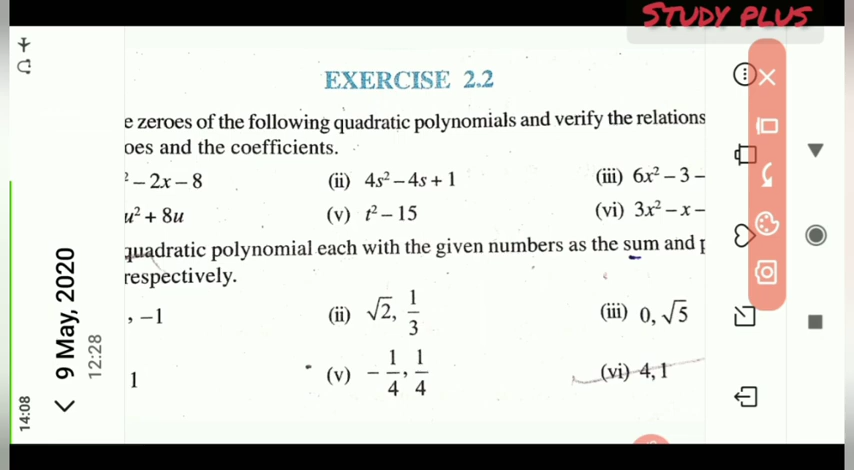 STUDY PLUS
EXERCISE 2.2
e zeroes of the following quadratic polynomials and verify the relations
oes and the coefficients.
² – 2x – 8 (ii) 4s² – 4s + 1 (iii) 6x² – 3 –
u² + 8u (v) t² – 15 (vi) 3x² – x –
quadratic polynomial each with the given numbers as the sum and p
respectively.
, –1 (ii) √2, 1/3 (iii) 0, √5
1 (v) – 1/4, 1/4 (vi) 4, 1
9 May, 2020
12:28
14:08